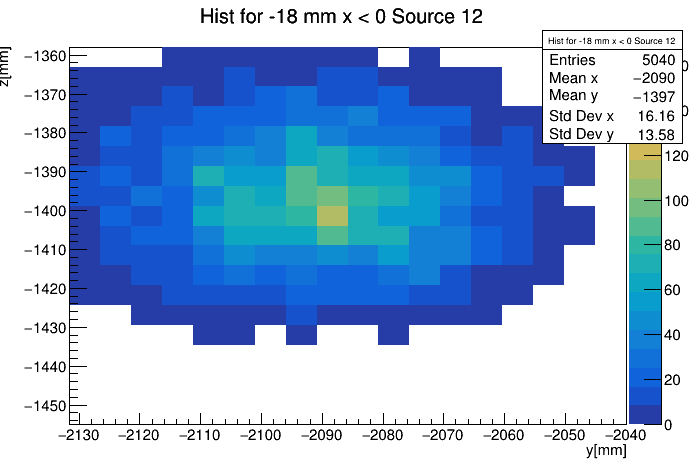 Hist for -18 mm x < 0 Source 12
z[mm]
Hist for -18 mm x < 0 Source 12
Entries 5040
Mean x −2090
Mean y −1397
Std Dev x 16.16
Std Dev y 13.58
−1360
−1370
−1380
−1390
−1400
−1410
−1420
−1430
−1440
−1450
120
100
80
60
40
20
0
−2130 −2120 −2110 −2100 −2090 −2080 −2070 −2060 −2050 −2040
y[mm]